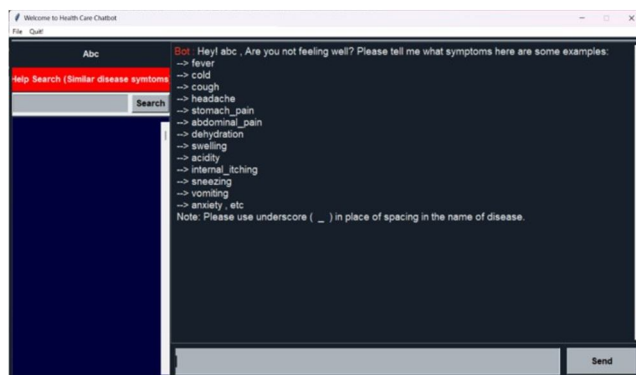 Welcome to Health Care Chatbot
File Quit!
Abc
Help Search (Similar disease symtoms
Search
Bot : Hey! abc , Are you not feeling well? Please tell me what symptoms here are some examples:
--> fever
--> cold
--> cough
--> headache
--> stomach_pain
--> abdominal_pain
--> dehydration
--> swelling
--> acidity
--> internal_itching
--> sneezing
--> vomiting
--> anxiety , etc
Note: Please use underscore ( _ ) in place of spacing in the name of disease.
Send